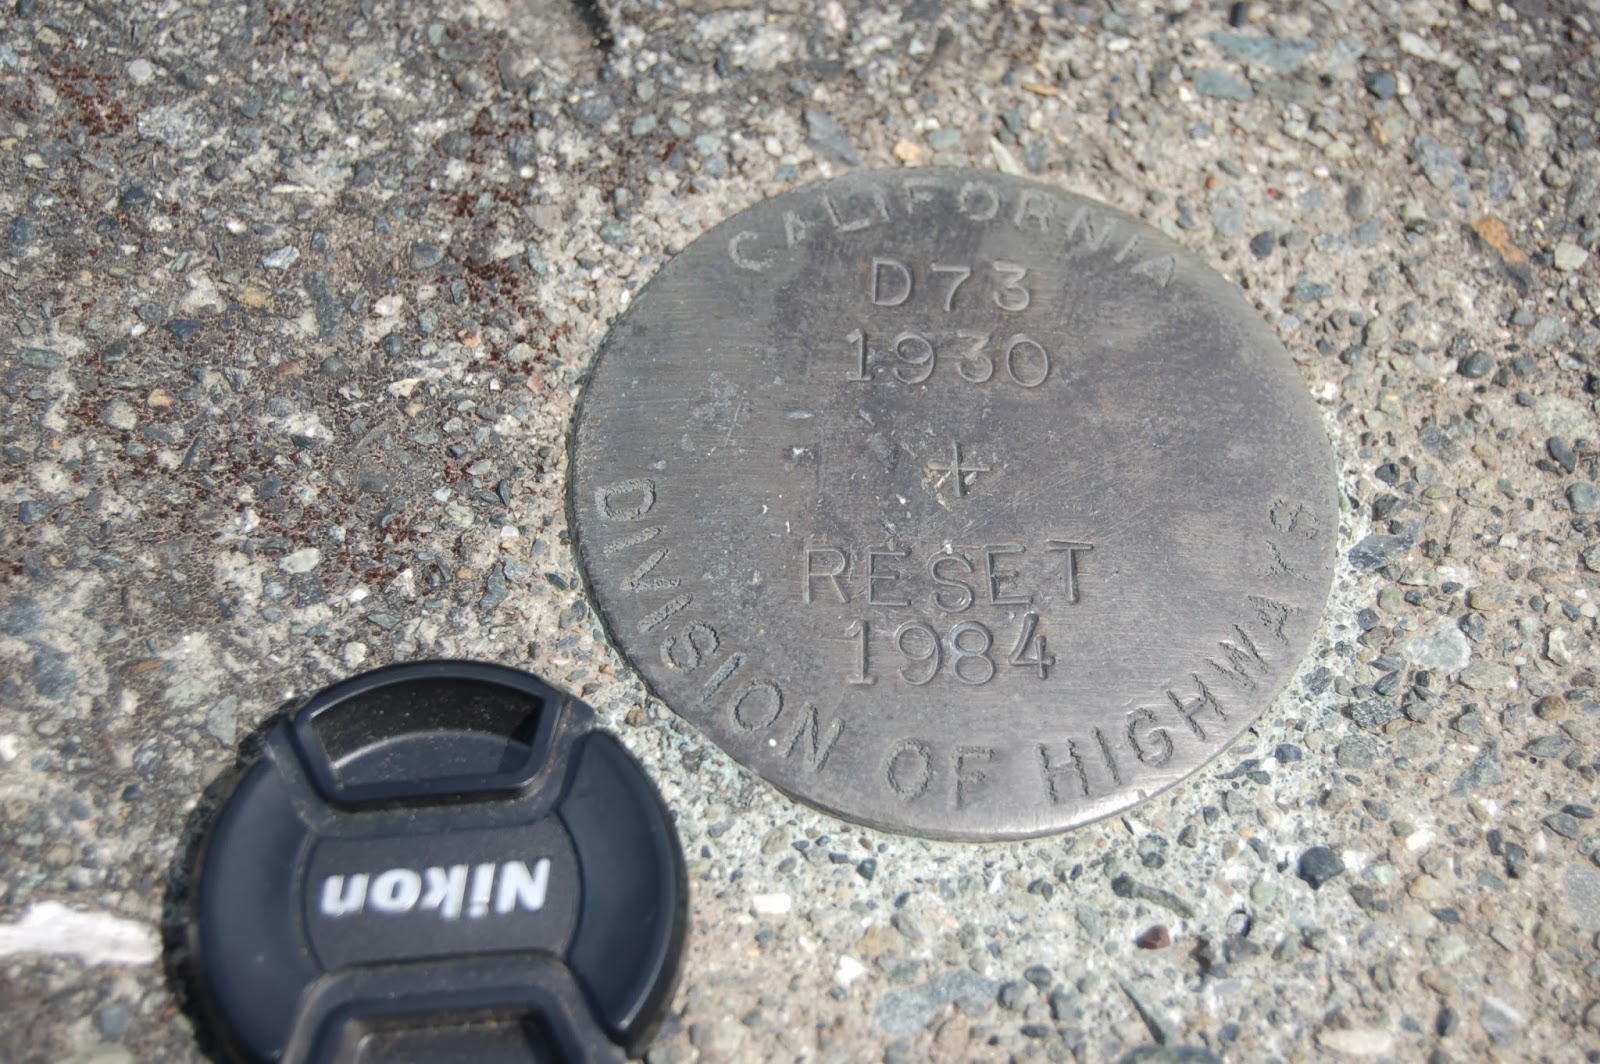 CALIFORNIA
D73
1930
+
RESET
1984
DIVISION OF HIGHWAYS
Nikon